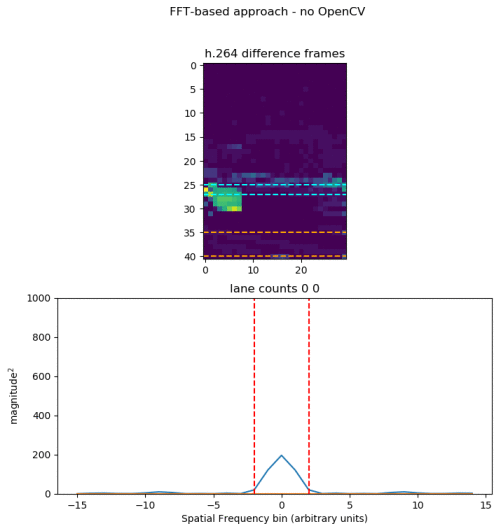 FFT-based approach - no OpenCV
h.264 difference frames
0
5
10
15
20
25
30
35
40
0 10 20
lane counts 0 0
1000
800
600
400
200
0
magnitude²
−15 −10 −5 0 5 10 15
Spatial Frequency bin (arbitrary units)